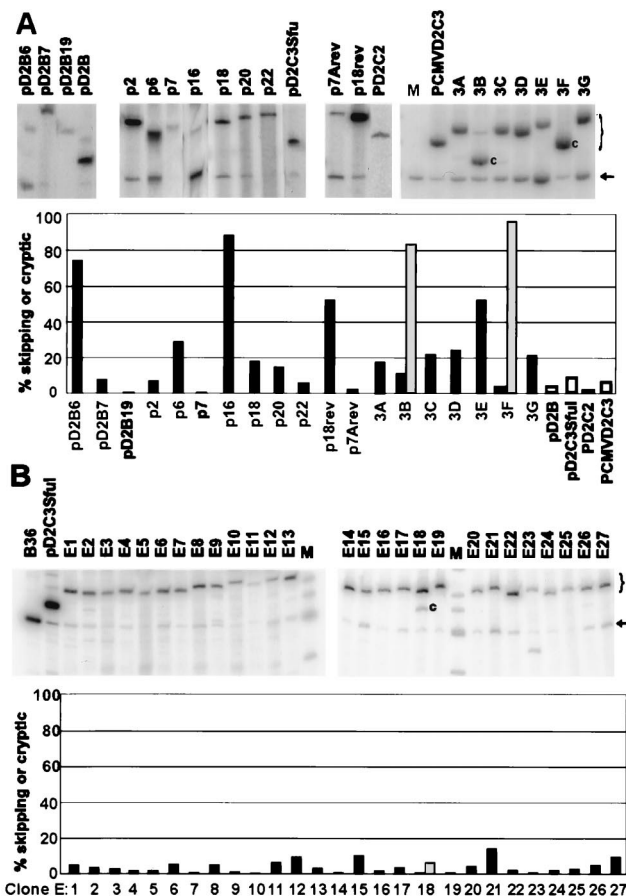 A
pD2B6 pD2B7 pD2B19 pD2B p2 p6 p7 p16 p18 p20 p22 pD2C3Sfu p7Arev p18rev PD2C2 M PCMVD2C3 3A 3B 3C 3D 3E 3F 3G
c c
% skipping or cryptic
100
80
60
40
20
0
pD2B6 pD2B7 pD2B19 p2 p6 p7 p16 p18 p20 p22 p18rev p7Arev 3A 3B 3C 3D 3E 3F 3G pD2B pD2C3Sful PD2C2 PCMVD2C3
B
B36 pD2C3Sful E1 E2 E3 E4 E5 E6 E7 E8 E9 E10 E11 E12 E13 M E14 E15 E16 E17 E18 E19 M E20 E21 E22 E23 E24 E25 E26 E27
c
% skipping or cryptic
100
80
60
40
20
0
Clone E: 1 2 3 4 5 6 7 8 9 10 11 12 13 14 15 16 17 18 19 20 21 22 23 24 25 26 27